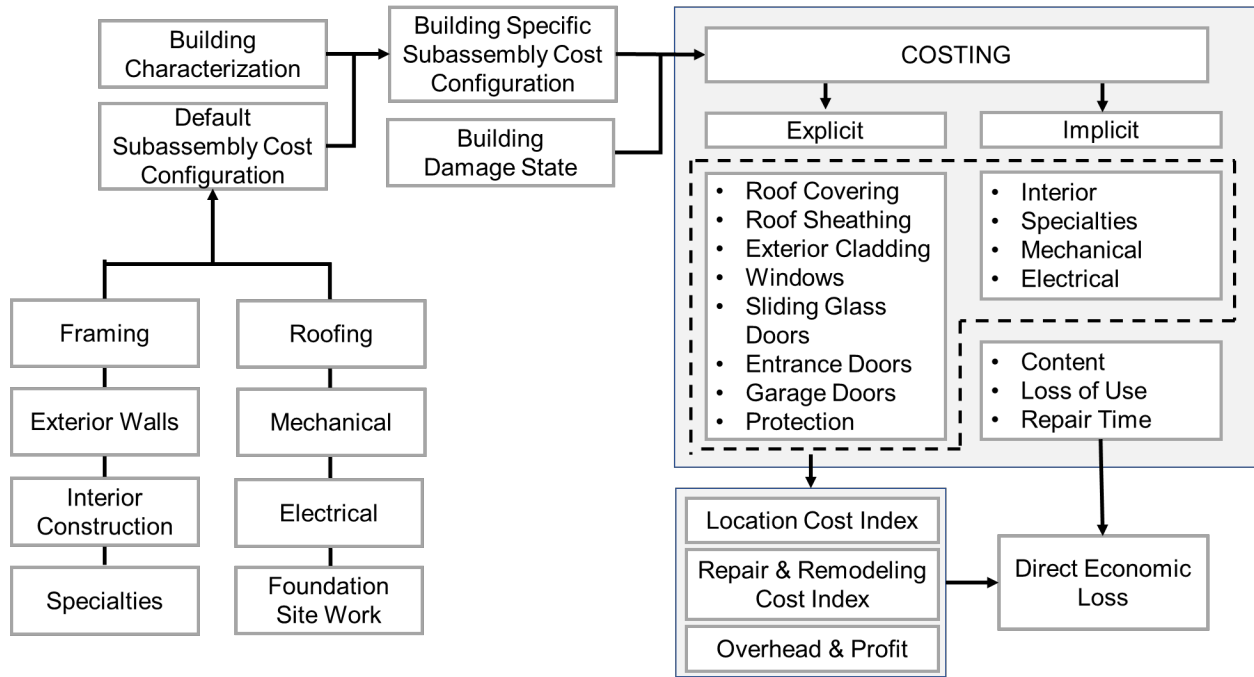 Building
Characterization
Default
Subassembly Cost
Configuration
Building Specific
Subassembly Cost
Configuration
Building
Damage State
Framing
Exterior Walls
Interior
Construction
Specialties
Roofing
Mechanical
Electrical
Foundation
Site Work
COSTING
Explicit
Implicit
• Roof Covering
• Roof Sheathing
• Exterior Cladding
• Windows
• Sliding Glass
Doors
• Entrance Doors
• Garage Doors
• Protection
• Interior
• Specialties
• Mechanical
• Electrical
• Content
• Loss of Use
• Repair Time
Location Cost Index
Repair & Remodeling
Cost Index
Overhead & Profit
Direct Economic
Loss